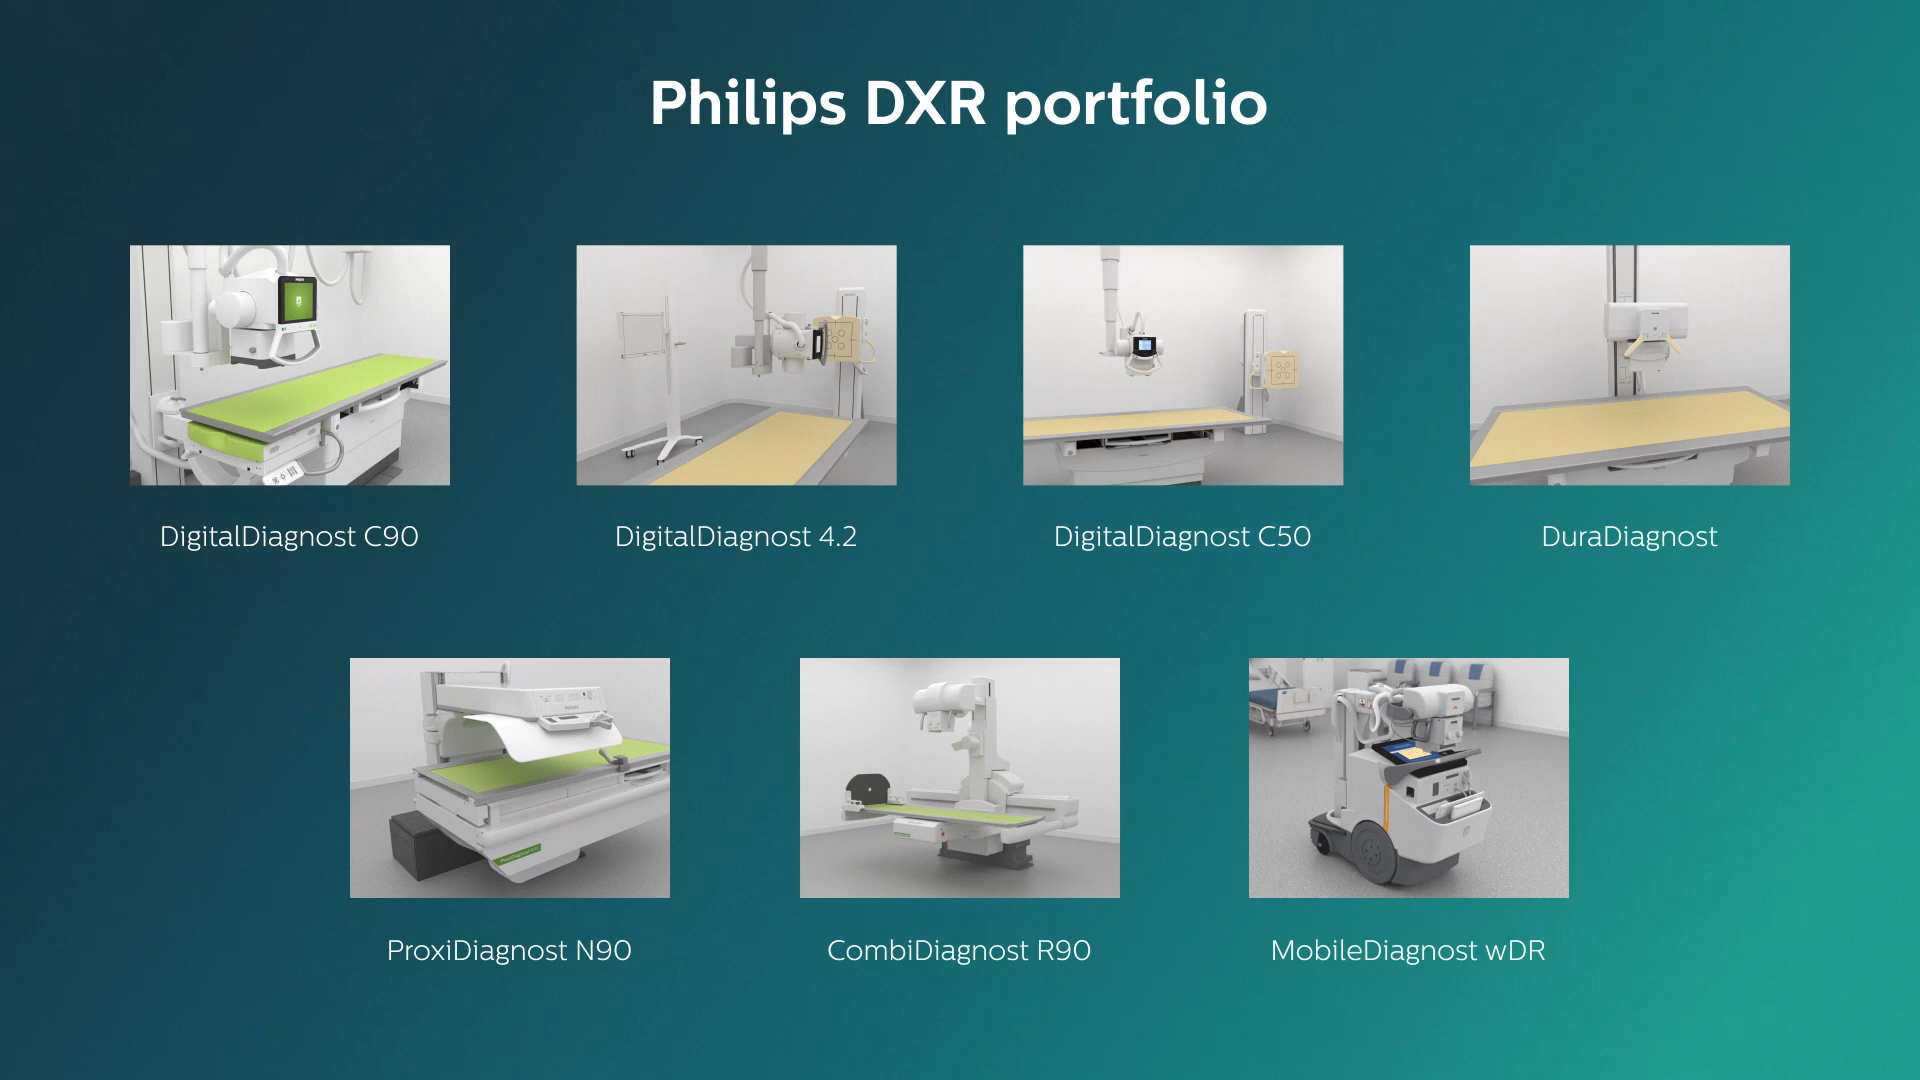 Philips DXR portfolio
DigitalDiagnost C90
DigitalDiagnost 4.2
DigitalDiagnost C50
DuraDiagnost
ProxiDiagnost N90
CombiDiagnost R90
MobileDiagnost wDR